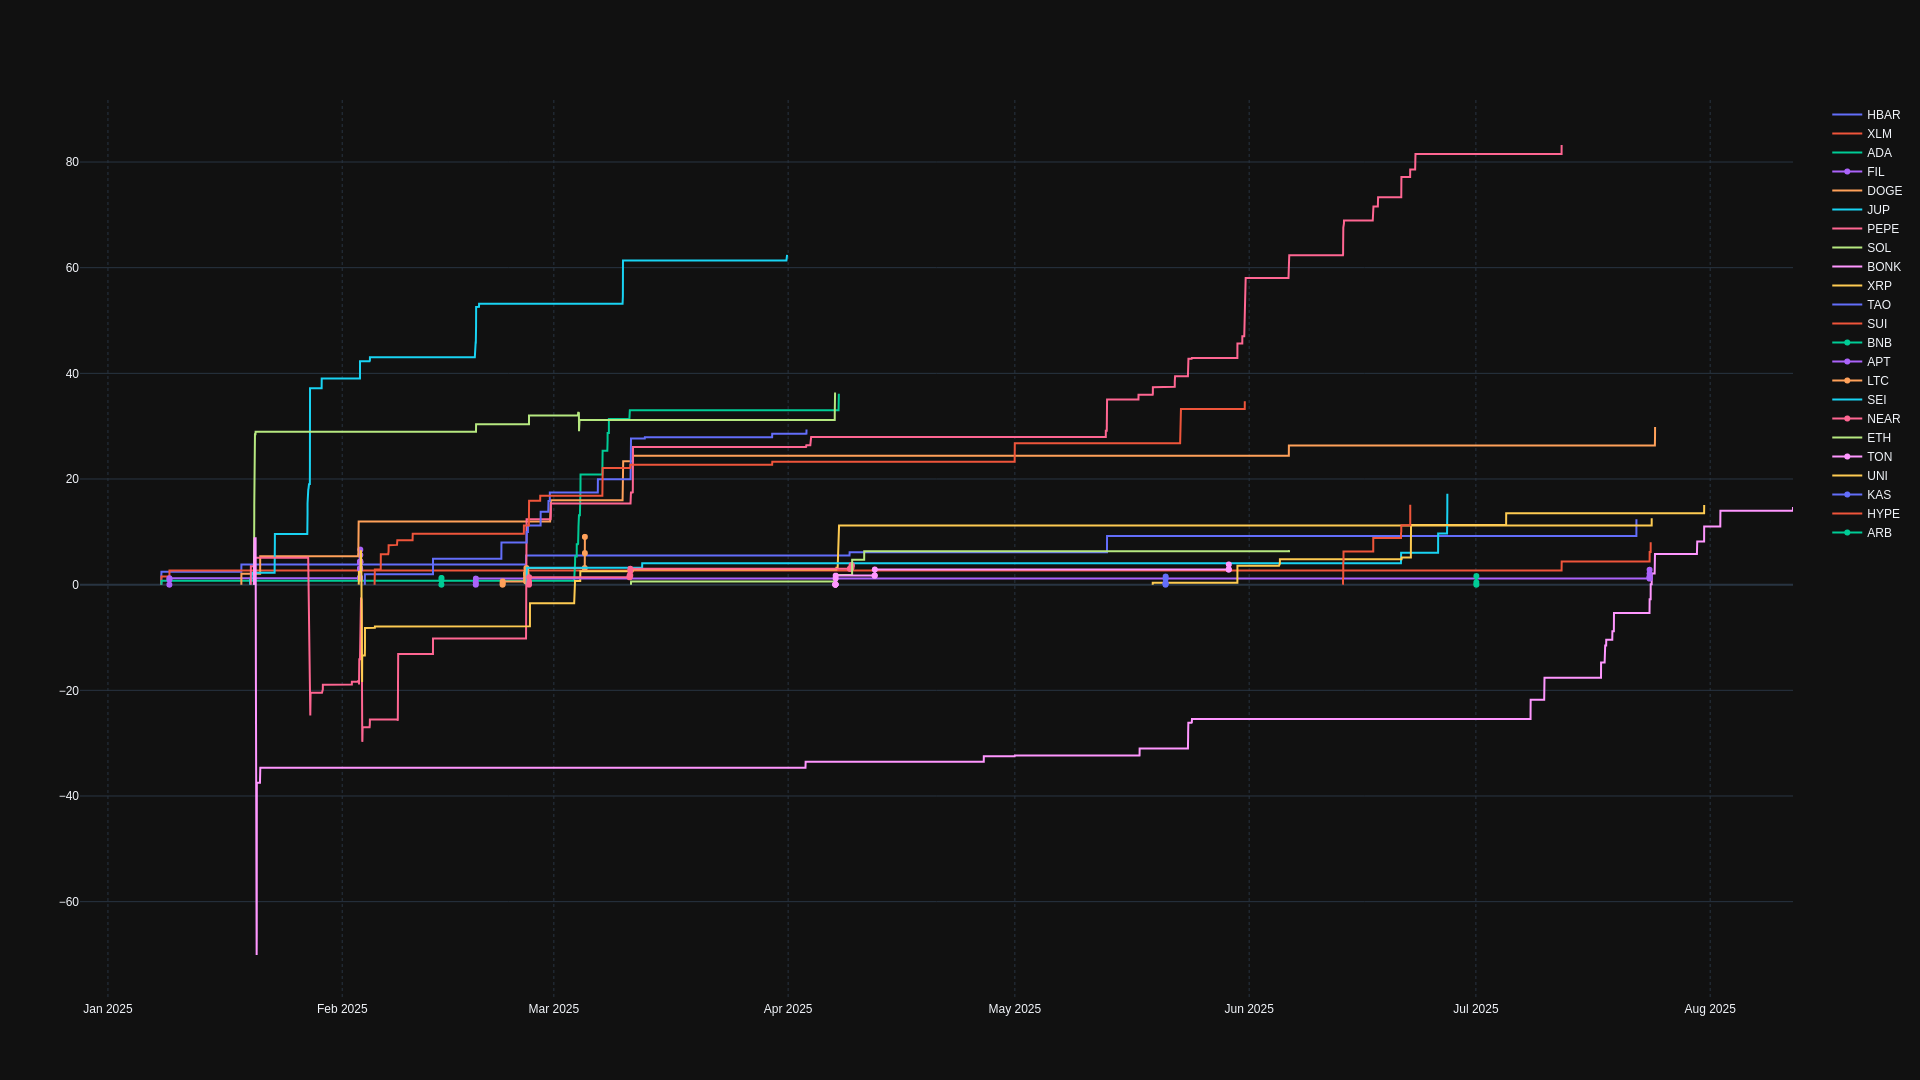 80
60
40
20
0
−20
−40
−60
Jan 2025
Feb 2025
Mar 2025
Apr 2025
May 2025
Jun 2025
Jul 2025
Aug 2025
HBAR
XLM
ADA
FIL
DOGE
JUP
PEPE
SOL
BONK
XRP
TAO
SUI
BNB
APT
LTC
SEI
NEAR
ETH
TON
UNI
KAS
HYPE
ARB